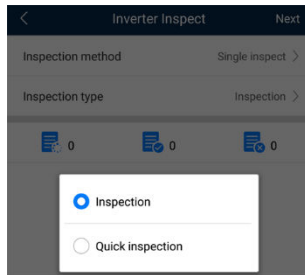 Inverter Inspect Next
Inspection method Single inspect
Inspection type Inspection
0 0 0
Inspection
Quick inspection